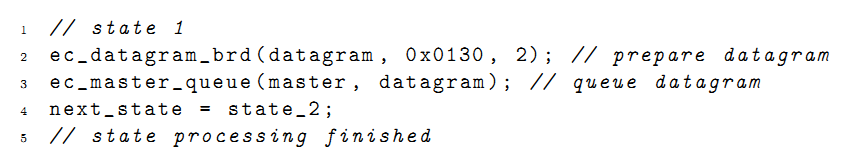 1 // state 1
2 ec_datagram_brd(datagram, 0x0130, 2); // prepare datagram
3 ec_master_queue(master, datagram); // queue datagram
4 next_state = state_2;
5 // state processing finished